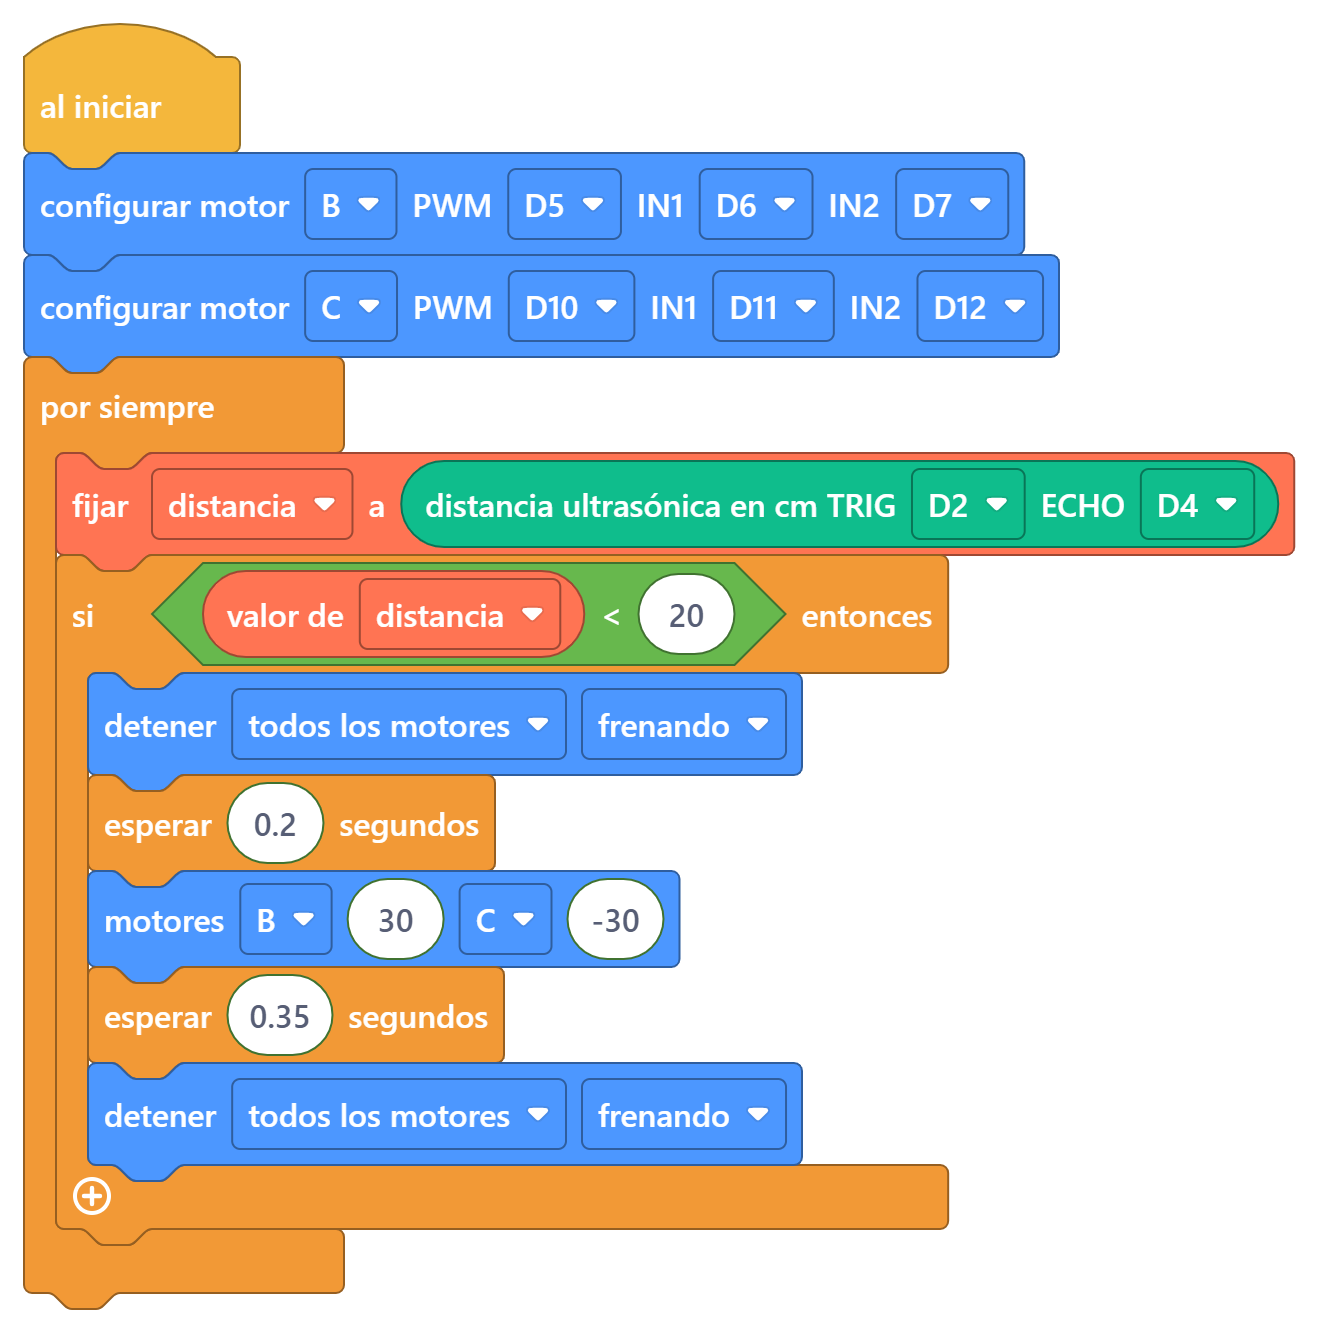 al iniciar
configurar motor B PWM D5 IN1 D6 IN2 D7
configurar motor C PWM D10 IN1 D11 IN2 D12
por siempre
fijar distancia a distancia ultrasónica en cm TRIG D2 ECHO D4
si valor de distancia < 20 entonces
detener todos los motores frenando
esperar 0.2 segundos
motores B 30 C -30
esperar 0.35 segundos
detener todos los motores frenando